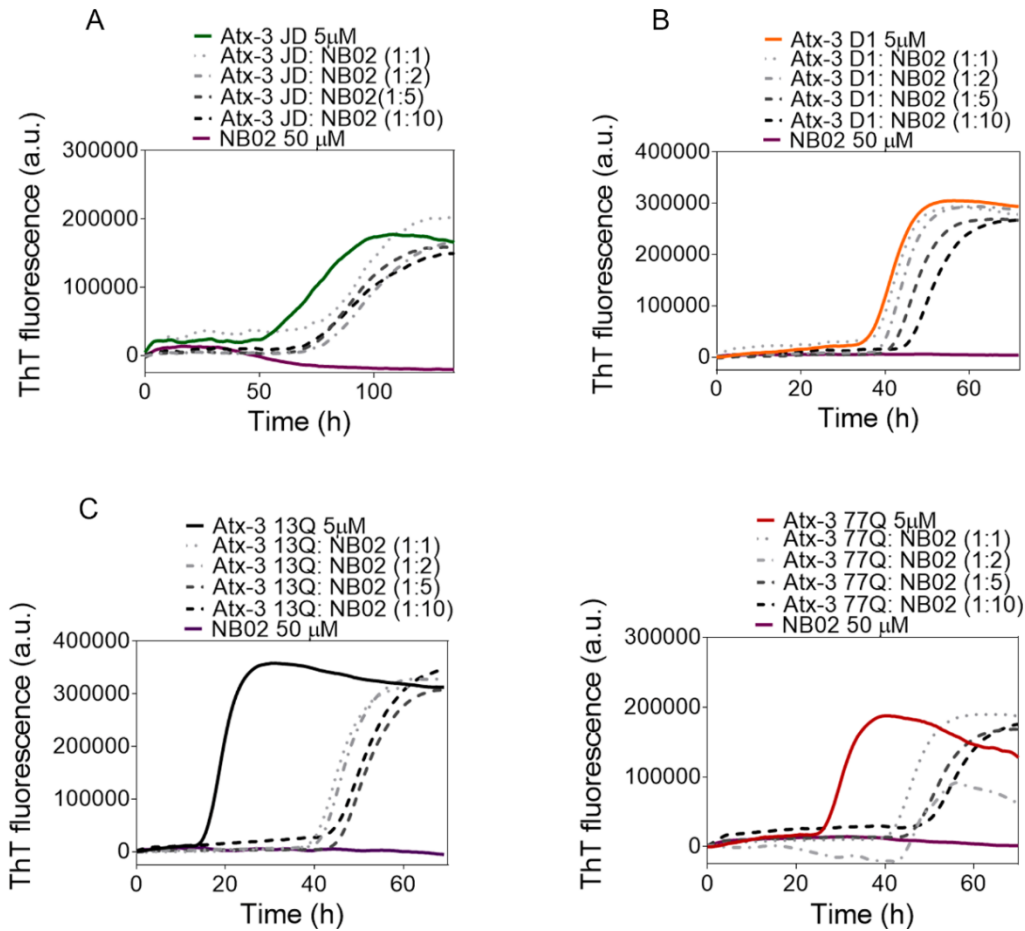 A
Atx-3 JD 5µM
Atx-3 JD: NB02 (1:1)
Atx-3 JD: NB02 (1:2)
Atx-3 JD: NB02(1:5)
Atx-3 JD: NB02 (1:10)
NB02 50 µM
ThT fluorescence (a.u.)
300000
200000
100000
0
0 50 100
Time (h)
B
Atx-3 D1 5µM
Atx-3 D1: NB02 (1:1)
Atx-3 D1: NB02 (1:2)
Atx-3 D1: NB02 (1:5)
Atx-3 D1: NB02 (1:10)
NB02 50 µM
ThT fluorescence (a.u.)
400000
300000
200000
100000
0
0 20 40 60
Time (h)
C
Atx-3 13Q 5µM
Atx-3 13Q: NB02 (1:1)
Atx-3 13Q: NB02 (1:2)
Atx-3 13Q: NB02 (1:5)
Atx-3 13Q: NB02 (1:10)
NB02 50 µM
ThT fluorescence (a.u.)
400000
300000
200000
100000
0
0 20 40 60
Time (h)
Atx-3 77Q 5µM
Atx-3 77Q: NB02 (1:1)
Atx-3 77Q: NB02 (1:2)
Atx-3 77Q: NB02 (1:5)
Atx-3 77Q: NB02 (1:10)
NB02 50 µM
ThT fluorescence (a.u.)
300000
200000
100000
0
0 20 40 60
Time (h)